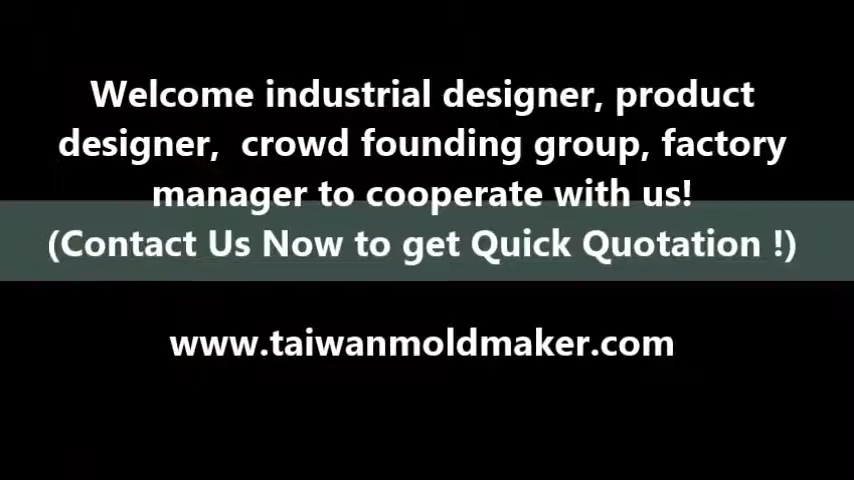 Welcome industrial designer, product
designer,  crowd founding group, factory
manager to cooperate with us!
(Contact Us Now to get Quick Quotation !)
www.taiwanmoldmaker.com